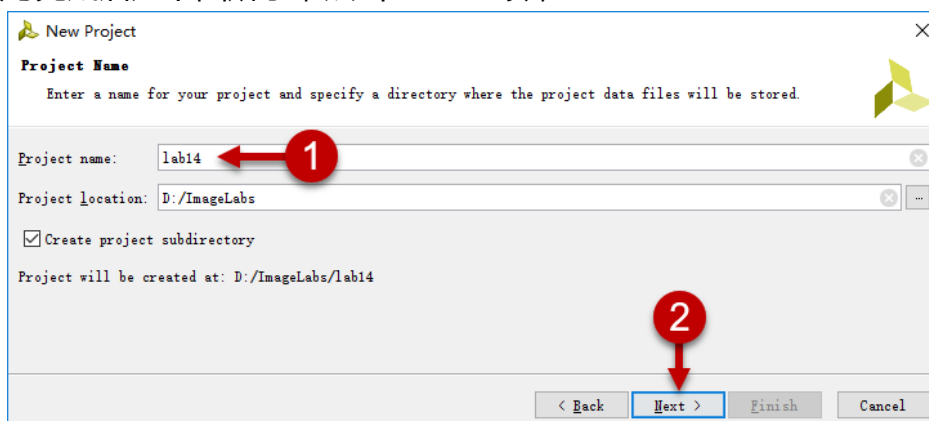 New Project
Project Name
Enter a name for your project and specify a directory where the project data files will be stored.
Project name: lab14 1
Project location: D:/ImageLabs ...
Create project subdirectory
Project will be created at: D:/ImageLabs/lab14
2
< Back Next > Finish Cancel